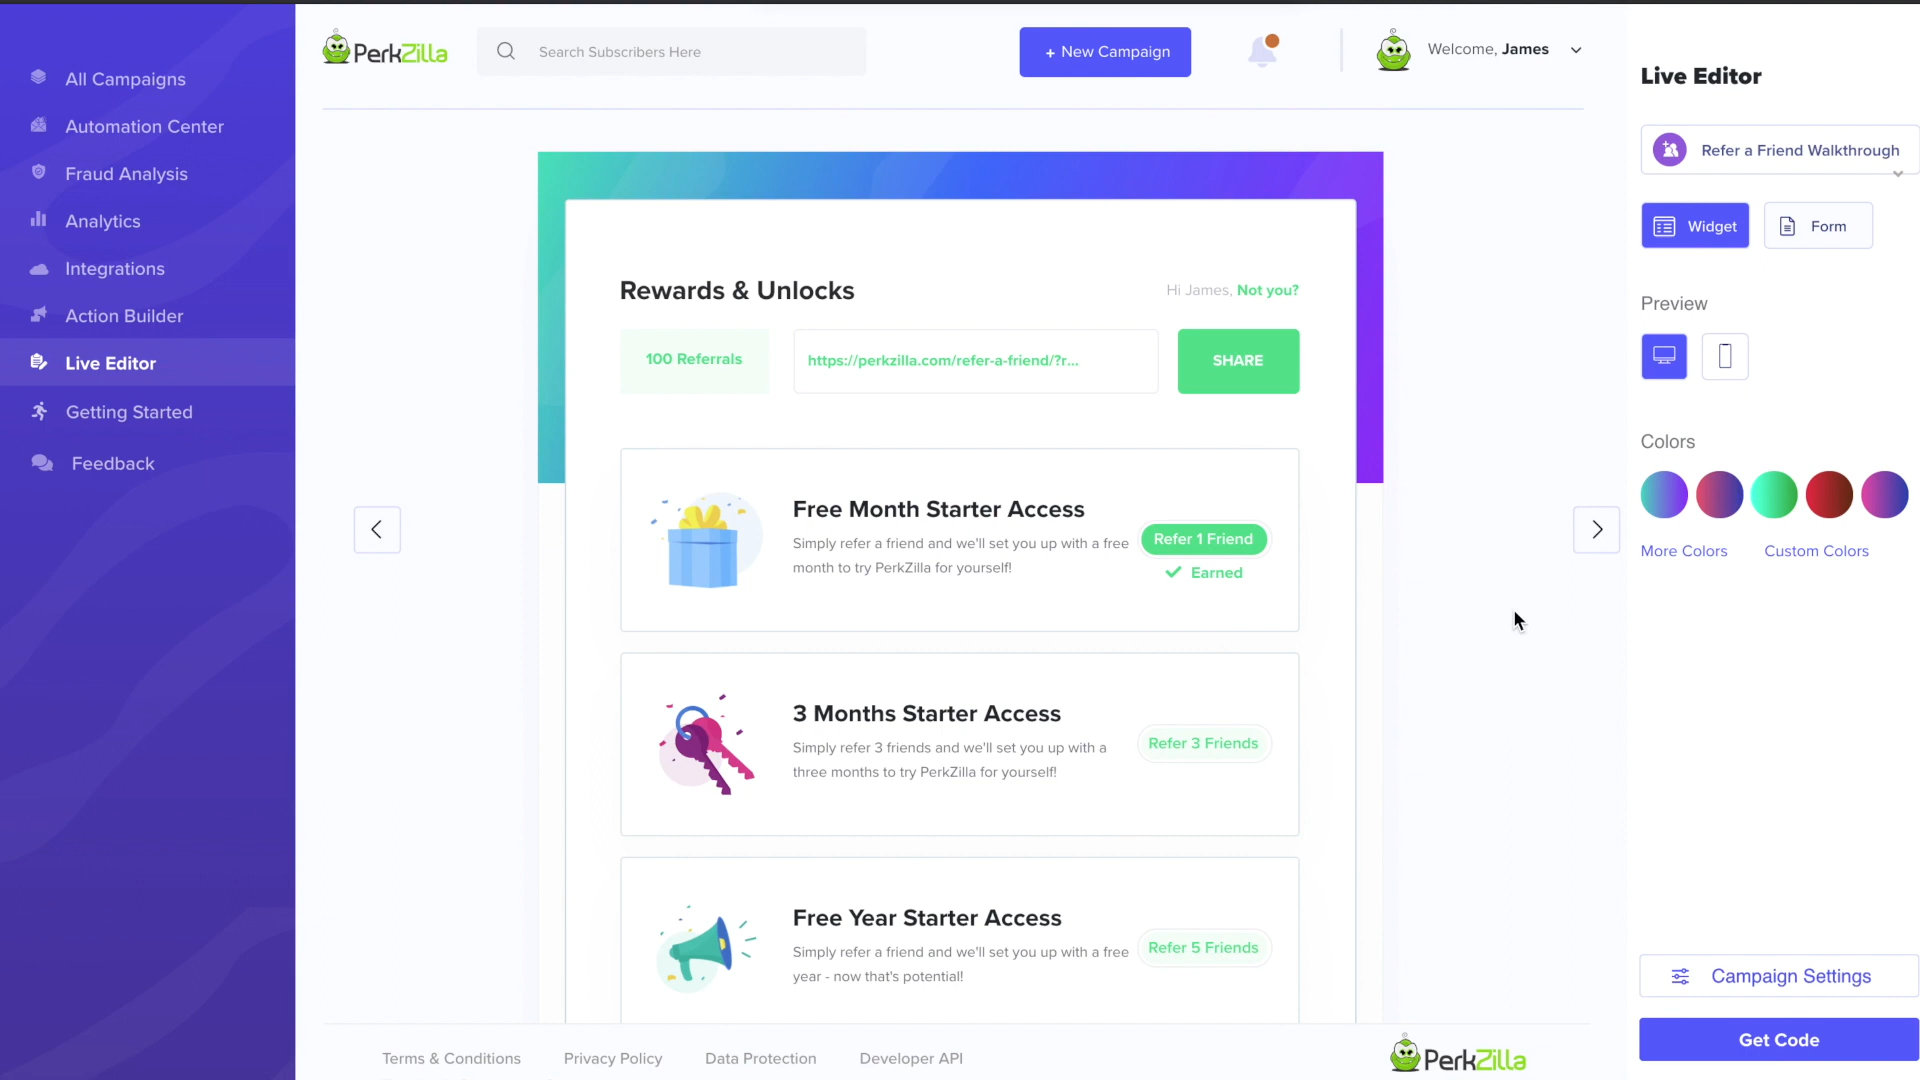 All Campaigns
Automation Center
Fraud Analysis
Analytics
Integrations
Action Builder
Live Editor
Getting Started
Feedback
PerkZilla
Search Subscribers Here
+ New Campaign
Welcome, James
Rewards & Unlocks
Hi James, Not you?
100 Referrals
https://perkzilla.com/refer-a-friend/?r...
SHARE
Free Month Starter Access
Simply refer a friend and we'll set you up with a free
month to try PerkZilla for yourself!
Refer 1 Friend
Earned
3 Months Starter Access
Simply refer 3 friends and we'll set you up with a
three months to try PerkZilla for yourself!
Refer 3 Friends
Free Year Starter Access
Simply refer a friend and we'll set you up with a free
year - now that's potential!
Refer 5 Friends
Terms & Conditions
Privacy Policy
Data Protection
Developer API
PerkZilla
Live Editor
Refer a Friend Walkthrough
Widget
Form
Preview
Colors
More Colors
Custom Colors
Campaign Settings
Get Code